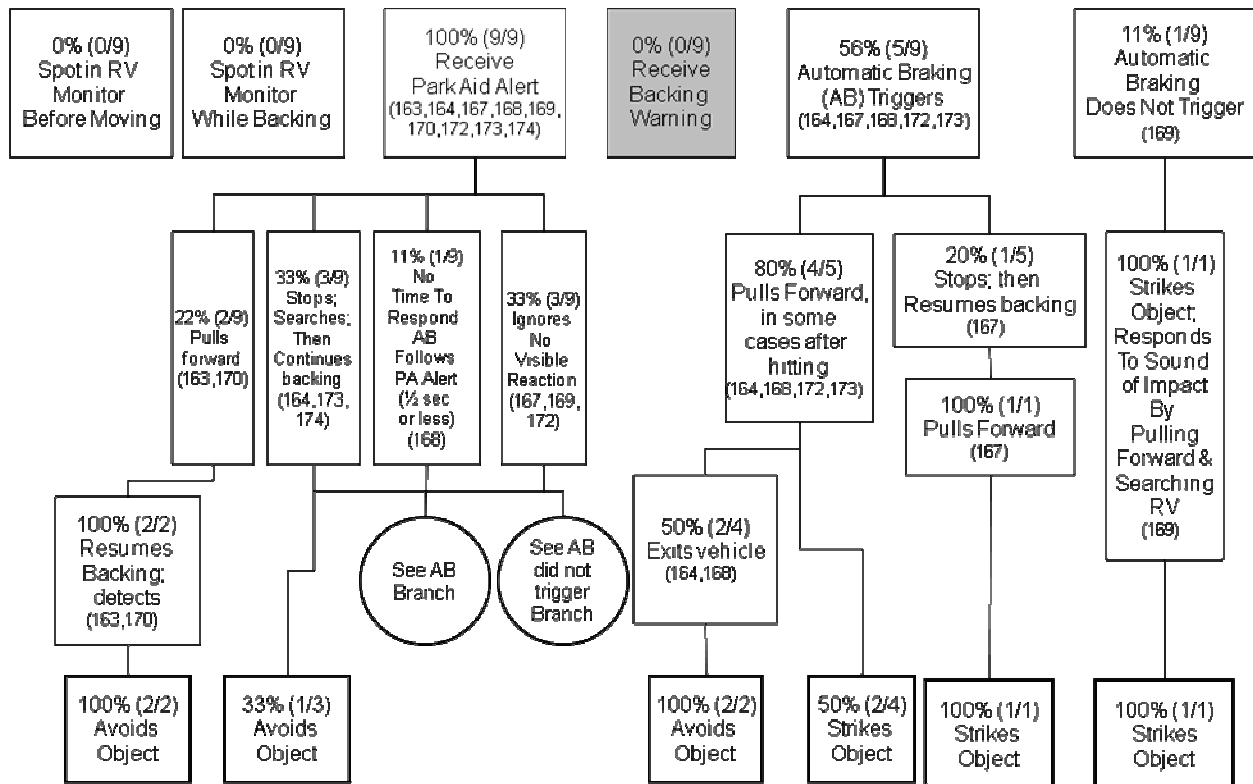 0% (0/9)
Spot in RV
Monitor
Before Moving
0% (0/9)
Spot in RV
Monitor
While Backing
100% (9/9)
Receive
Park Aid Alert
(163,164,167,168,169,
170,172,173,174)
0% (0/9)
Receive
Backing
Warning
56% (5/9)
Automatic Braking
(AB) Triggers
(164,167,168,172,173)
11% (1/9)
Automatic
Braking
Does Not Trigger
(169)
22% (2/9)
Pulls
forward
(163,170)
33% (3/9)
Stops;
Searches;
Then
Continues
backing
(164,173,
174)
11% (1/9)
No
Time To
Respond
AB
Follows
PA Alert
(½ sec
or less)
(168)
33% (3/9)
Ignores
No
Visible
Reaction
(167,169,
172)
80% (4/5)
Pulls Forward,
in some
cases after
hitting
(164,168,172,173)
20% (1/5)
Stops; then
Resumes backing
(167)
100% (1/1)
Strikes
Object;
Responds
To Sound
of Impact
By
Pulling
Forward &
Searching
RV
(169)
100% (1/1)
Pulls Forward
(167)
100% (2/2)
Resumes
Backing;
detects
(163,170)
See AB
Branch
See AB
did not
trigger
Branch
50% (2/4)
Exits vehicle
(164,168)
100% (2/2)
Avoids
Object
33% (1/3)
Avoids
Object
100% (2/2)
Avoids
Object
50% (2/4)
Strikes
Object
100% (1/1)
Strikes
Object
100% (1/1)
Strikes
Object